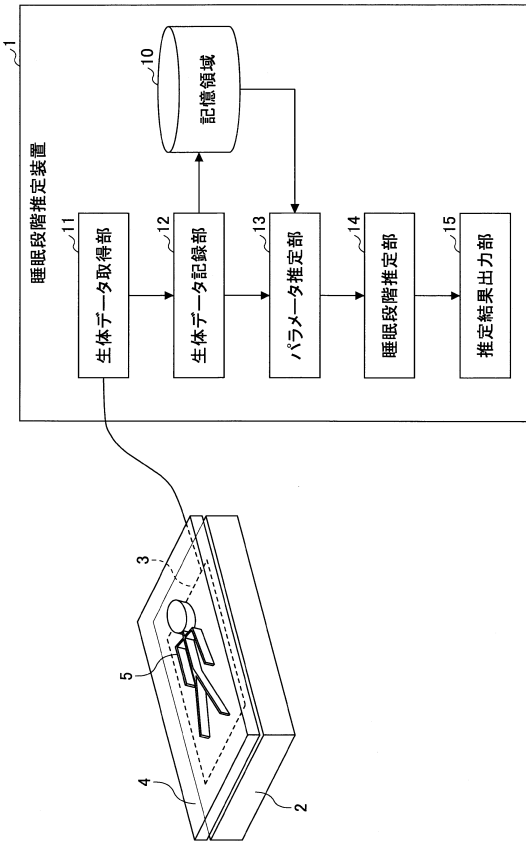 1
睡眠段階推定装置
11
生体データ取得部
12
生体データ記録部
10
記憶領域
13
パラメータ推定部
14
睡眠段階推定部
15
推定結果出力部
3
5
4
2